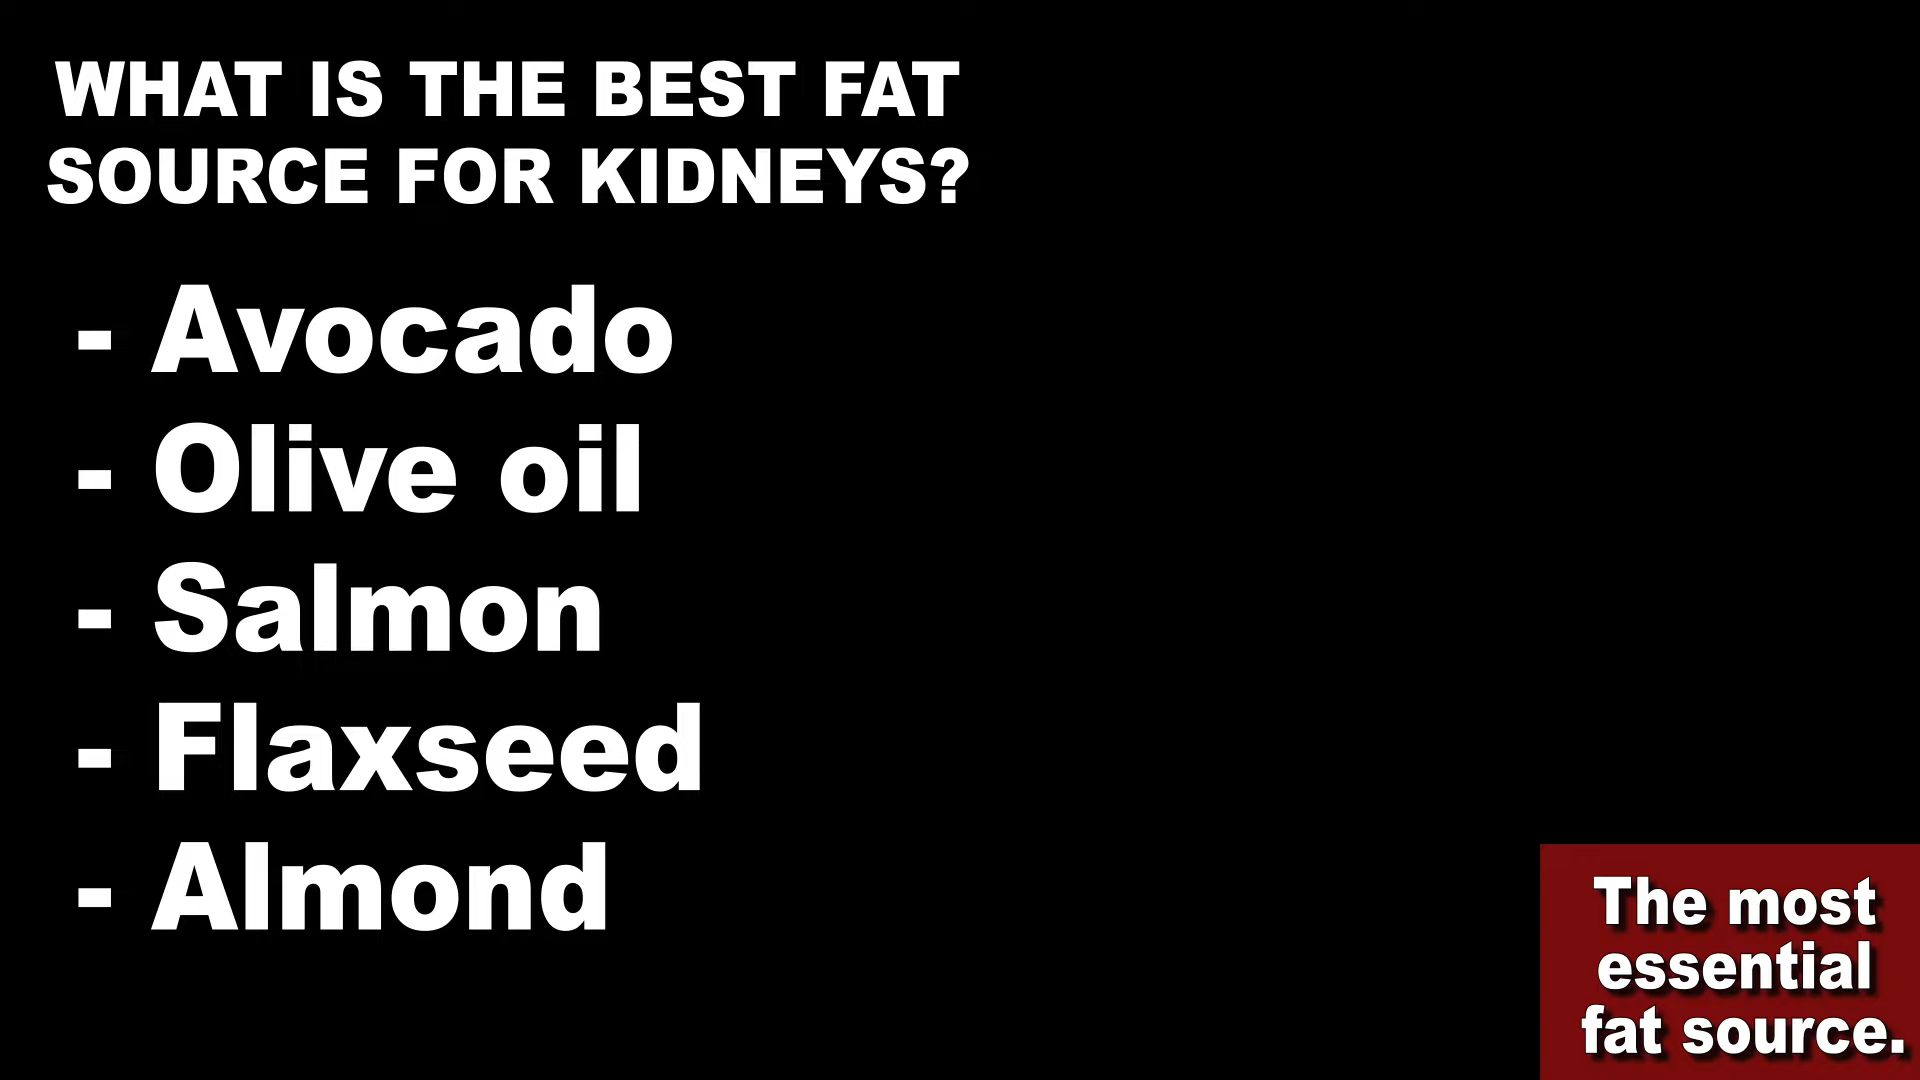 WHAT IS THE BEST FAT
SOURCE FOR KIDNEYS?
- Avocado
- Olive oil
- Salmon
- Flaxseed
- Almond
The most
essential
fat source.